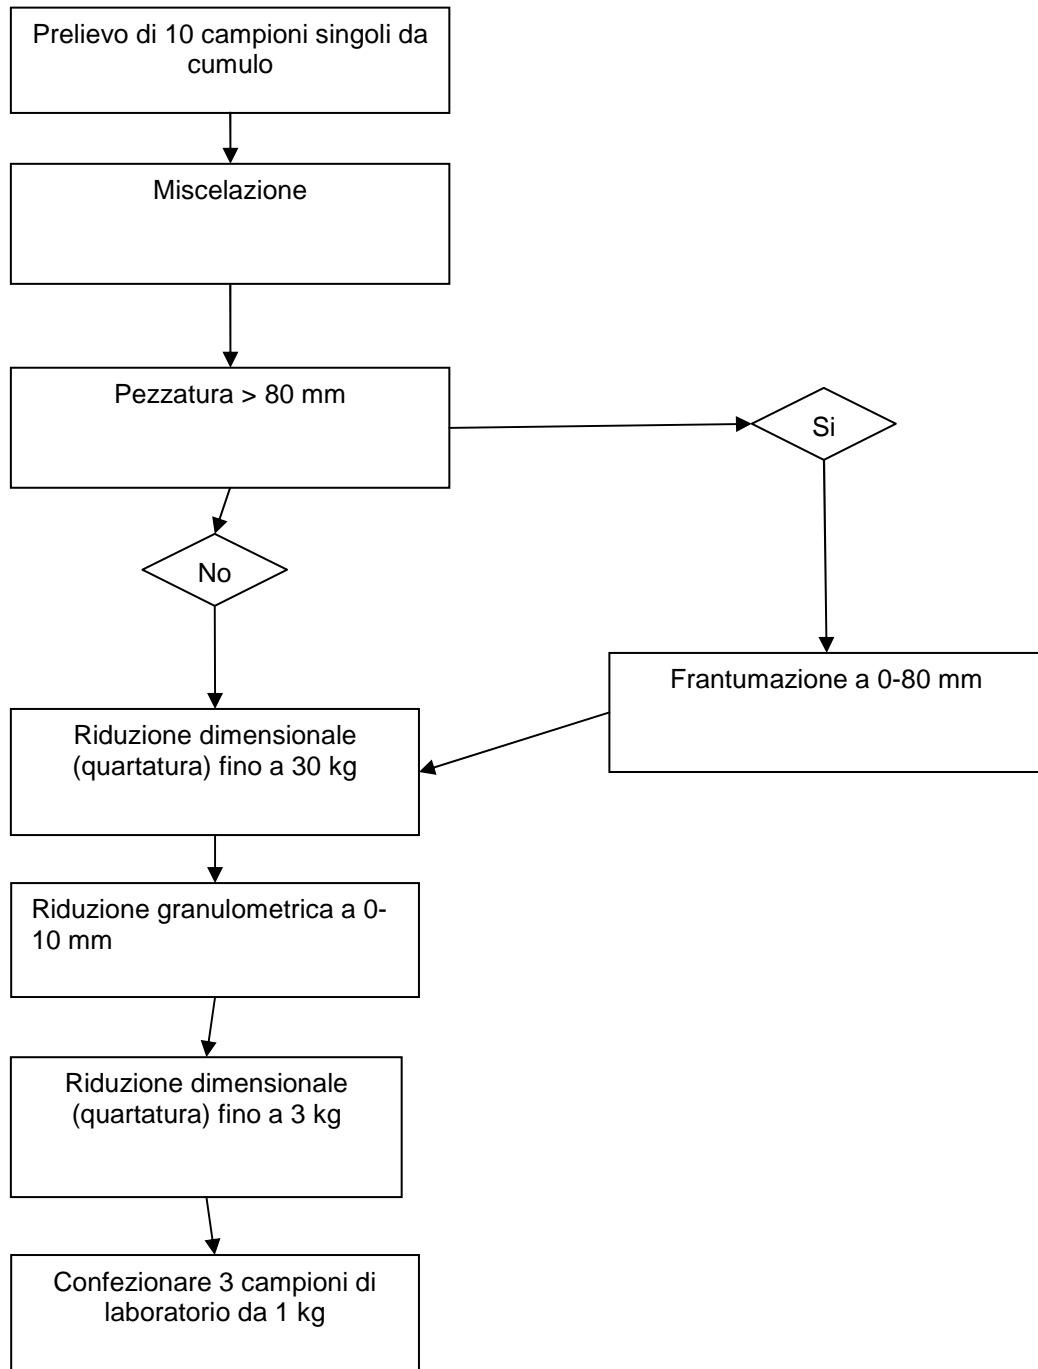 Prelievo di 10 campioni singoli da
cumulo
Miscelazione
Pezzatura > 80 mm
Si
No
Frantumazione a 0-80 mm
Riduzione dimensionale
(quartatura) fino a 30 kg
Riduzione granulometrica a 0-
10 mm
Riduzione dimensionale
(quartatura) fino a 3 kg
Confezionare 3 campioni di
laboratorio da 1 kg